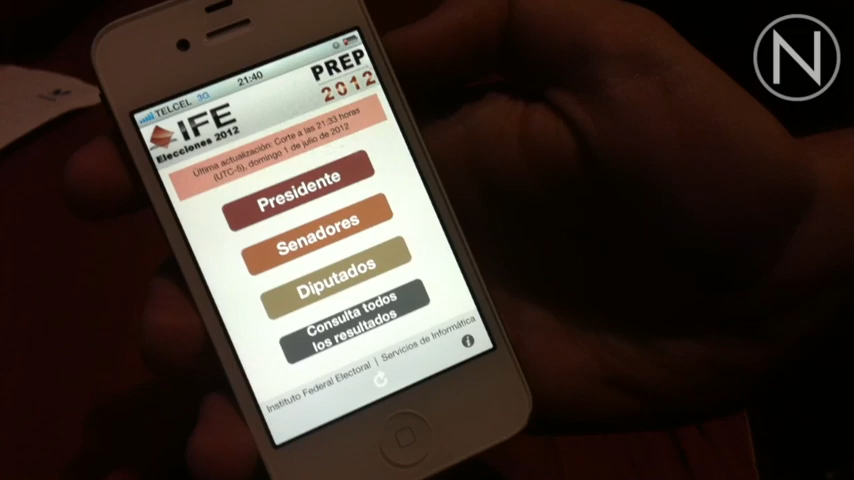 N
TELCEL 3G 21:40
IFE
Elecciones 2012
PREP
2012
Última actualización: Corte a las 21:33 horas
(UTC-5), domingo 1 de julio de 2012
Presidente
Senadores
Diputados
Consulta todos
los resultados
Instituto Federal Electoral | Servicios de Informática
i